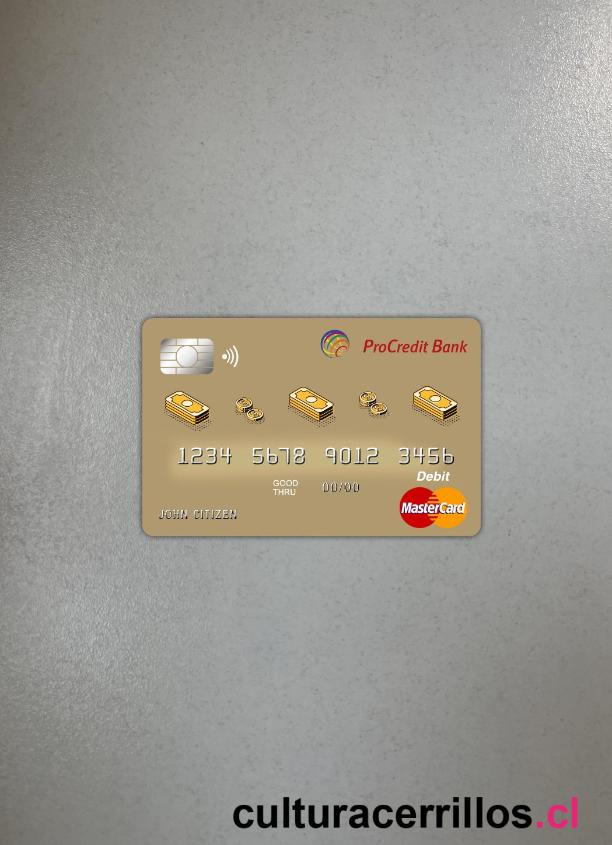 ProCredit Bank
1234 5678 9012 3456
Debit
GOOD THRU 00/00
MasterCard
JOHN CITIZEN
culturacerrillos.cl